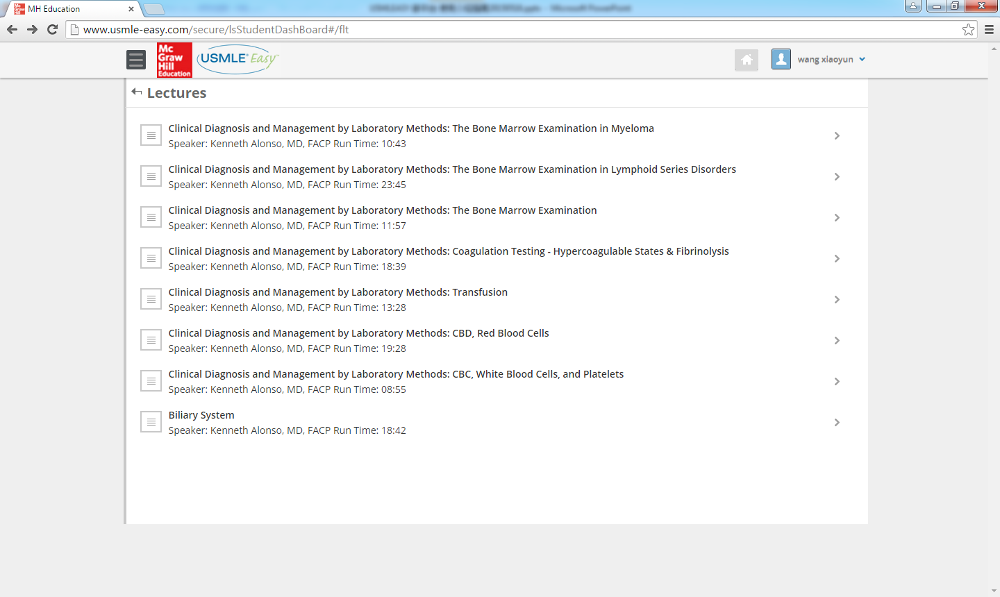 MH Education
Microsoft PowerPoint
www.usmle-easy.com/secure/lsStudentDashBoard#/flt
Mc
Graw
Hill
Education
USMLE® Easy™
wang xiaoyun
Lectures
Clinical Diagnosis and Management by Laboratory Methods: The Bone Marrow Examination in Myeloma
Speaker: Kenneth Alonso, MD, FACP Run Time: 10:43
Clinical Diagnosis and Management by Laboratory Methods: The Bone Marrow Examination in Lymphoid Series Disorders
Speaker: Kenneth Alonso, MD, FACP Run Time: 23:45
Clinical Diagnosis and Management by Laboratory Methods: The Bone Marrow Examination
Speaker: Kenneth Alonso, MD, FACP Run Time: 11:57
Clinical Diagnosis and Management by Laboratory Methods: Coagulation Testing - Hypercoagulable States & Fibrinolysis
Speaker: Kenneth Alonso, MD, FACP Run Time: 18:39
Clinical Diagnosis and Management by Laboratory Methods: Transfusion
Speaker: Kenneth Alonso, MD, FACP Run Time: 13:28
Clinical Diagnosis and Management by Laboratory Methods: CBD, Red Blood Cells
Speaker: Kenneth Alonso, MD, FACP Run Time: 19:28
Clinical Diagnosis and Management by Laboratory Methods: CBC, White Blood Cells, and Platelets
Speaker: Kenneth Alonso, MD, FACP Run Time: 08:55
Biliary System
Speaker: Kenneth Alonso, MD, FACP Run Time: 18:42